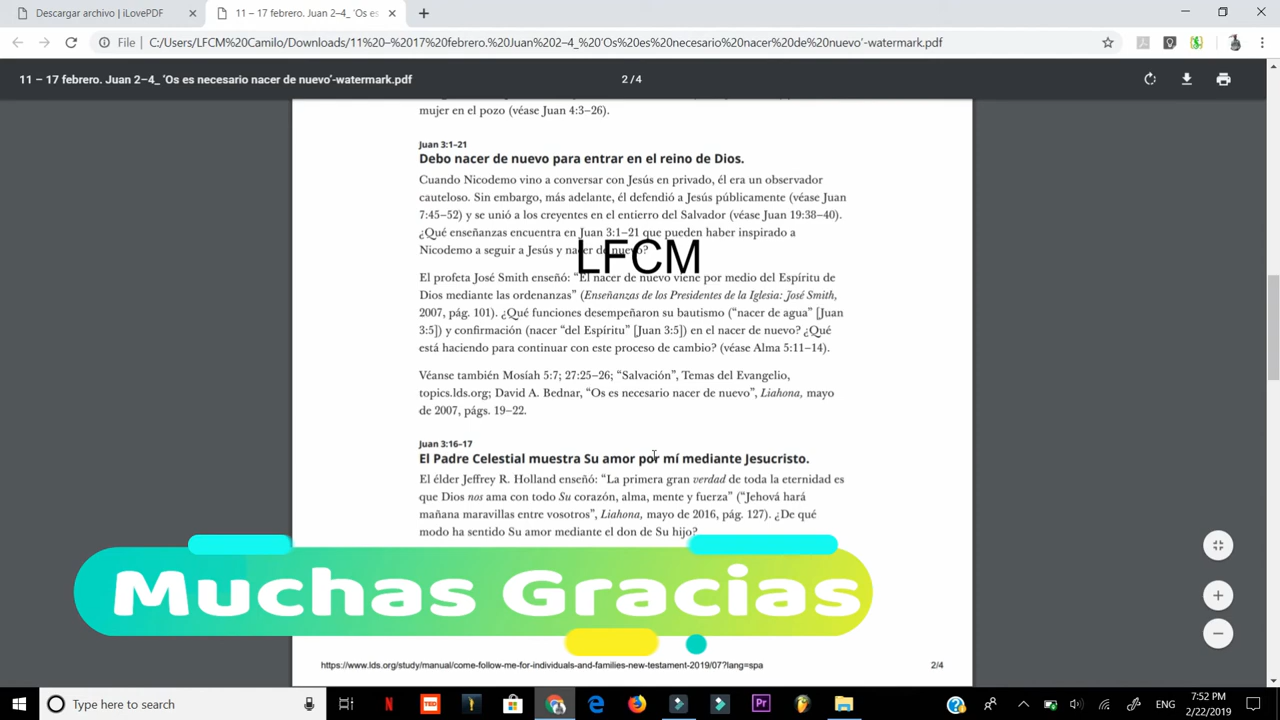 Descargar archivo | iLovePDF
11 – 17 febrero. Juan 2–4_ 'Os es
File
C:/Users/LFCM%20Camilo/Downloads/11%20–%2017%20febrero.%20Juan%202–4_%20'Os%20es%20necesario%20nacer%20de%20nuevo'-watermark.pdf
11 – 17 febrero. Juan 2–4_ 'Os es necesario nacer de nuevo'-watermark.pdf
2/4
mujer en el pozo (véase Juan 4:3–26).
Juan 3:1–21
Debo nacer de nuevo para entrar en el reino de Dios.
Cuando Nicodemo vino a conversar con Jesús en privado, él era un observador
cauteloso. Sin embargo, más adelante, él defendió a Jesús públicamente (véase Juan
7:45–52) y se unió a los creyentes en el entierro del Salvador (véase Juan 19:38–40).
¿Qué enseñanzas encuentra en Juan 3:1–21 que pueden haber inspirado a
Nicodemo a seguir a Jesús y nacer de nuevo?
LFCM
El profeta José Smith enseñó: “El nacer de nuevo viene por medio del Espíritu de
Dios mediante las ordenanzas” (Enseñanzas de los Presidentes de la Iglesia: José Smith,
2007, pág. 101). ¿Qué funciones desempeñaron su bautismo (“nacer de agua” [Juan
3:5]) y confirmación (nacer “del Espíritu” [Juan 3:5]) en el nacer de nuevo? ¿Qué
está haciendo para continuar con este proceso de cambio? (véase Alma 5:11–14).
Véanse también Mosíah 5:7; 27:25–26; “Salvación”, Temas del Evangelio,
topics.lds.org; David A. Bednar, “Os es necesario nacer de nuevo”, Liahona, mayo
de 2007, págs. 19–22.
Juan 3:16–17
El Padre Celestial muestra Su amor por mí mediante Jesucristo.
El élder Jeffrey R. Holland enseñó: “La primera gran verdad de toda la eternidad es
que Dios nos ama con todo Su corazón, alma, mente y fuerza” (“Jehová hará
mañana maravillas entre vosotros”, Liahona, mayo de 2016, pág. 127). ¿De qué
modo ha sentido Su amor mediante el don de Su hijo?
Muchas Gracias
https://www.lds.org/study/manual/come-follow-me-for-individuals-and-families-new-testament-2019/07?lang=spa
2/4
Type here to search
TED
Pr
ENG
7:52 PM
2/22/2019